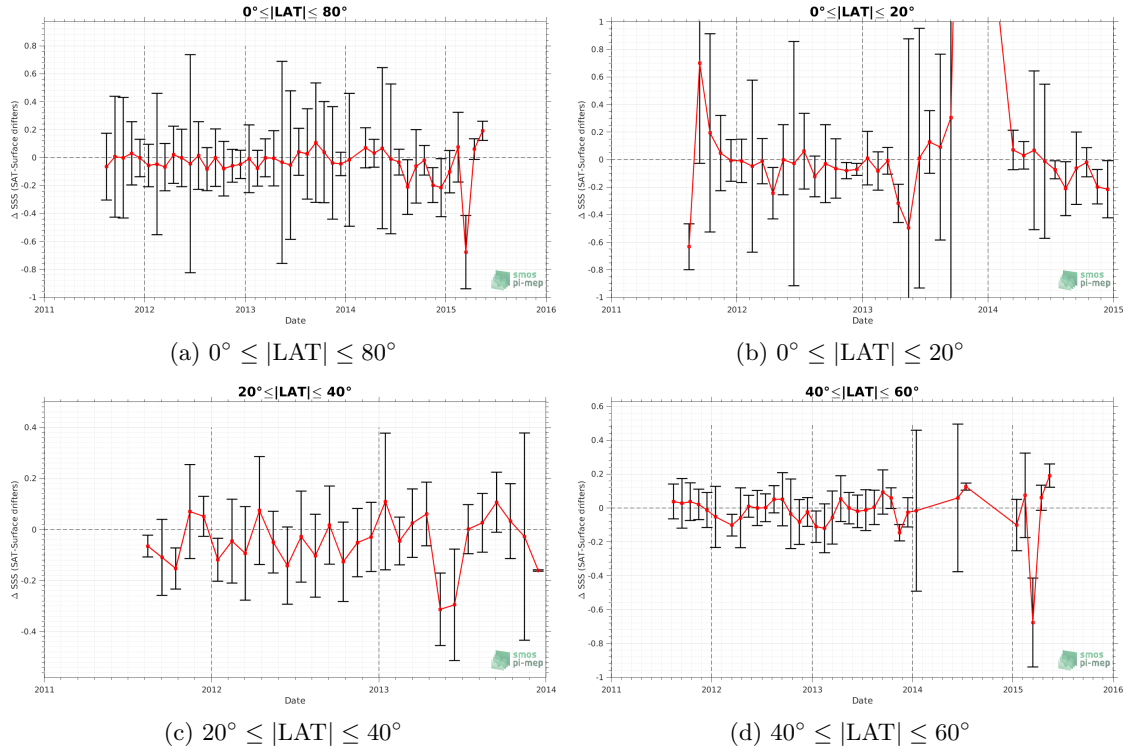 0°≤|LAT|≤ 80°
Δ SSS (SAT-Surface drifters)
0.8
0.6
0.4
0.2
0
-0.2
-0.4
-0.6
-0.8
-1
2011
2012
2013
2014
2015
2016
Date
smos
pi-mep
(a) 0° ≤ |LAT| ≤ 80°
0°≤|LAT|≤ 20°
Δ SSS (SAT-Surface drifters)
1
0.8
0.6
0.4
0.2
0
-0.2
-0.4
-0.6
-0.8
-1
2011
2012
2013
2014
2015
Date
smos
pi-mep
(b) 0° ≤ |LAT| ≤ 20°
20°≤|LAT|≤ 40°
Δ SSS (SAT-Surface drifters)
0.4
0.2
0
-0.2
-0.4
2011
2012
2013
2014
Date
smos
pi-mep
(c) 20° ≤ |LAT| ≤ 40°
40°≤|LAT|≤ 60°
Δ SSS (SAT-Surface drifters)
0.6
0.4
0.2
0
-0.2
-0.4
-0.6
-0.8
-1
2011
2012
2013
2014
2015
2016
Date
smos
pi-mep
(d) 40° ≤ |LAT| ≤ 60°